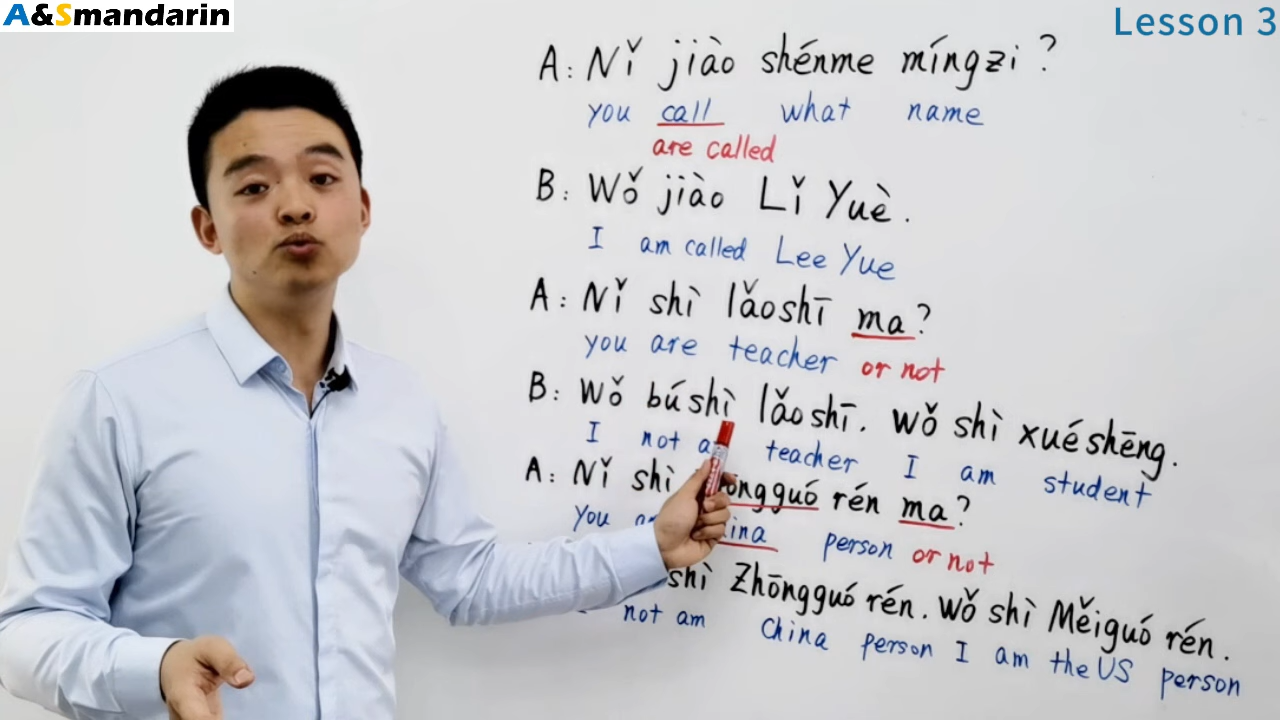 A&Smandarin
Lesson 3
A: Nǐ jiào shénme míngzi?
you call what name
are called
B: Wǒ jiào Lǐ Yuè.
I am called Lee Yue
A: Nǐ shì lǎoshī ma?
you are teacher or not
B: Wǒ búshì lǎoshī. Wǒ shì xuéshēng.
I not teacher I am student
A: Nǐ shì rén ma?
You person or not
shì Zhōngguó rén. Wǒ shì Měiguó rén.
not am China person I am the US person